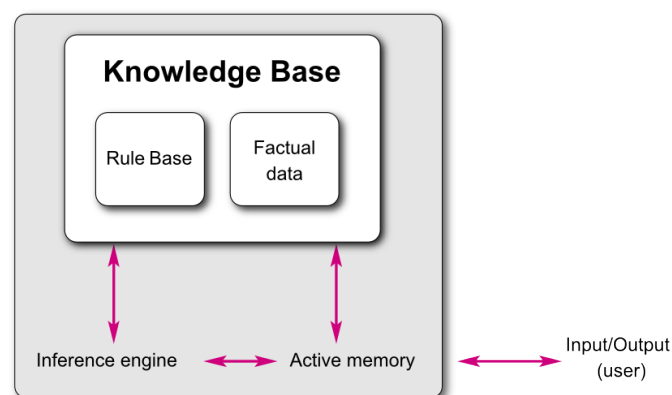 Knowledge Base
Rule Base
Factual
data
Inference engine
Active memory
Input/Output
(user)